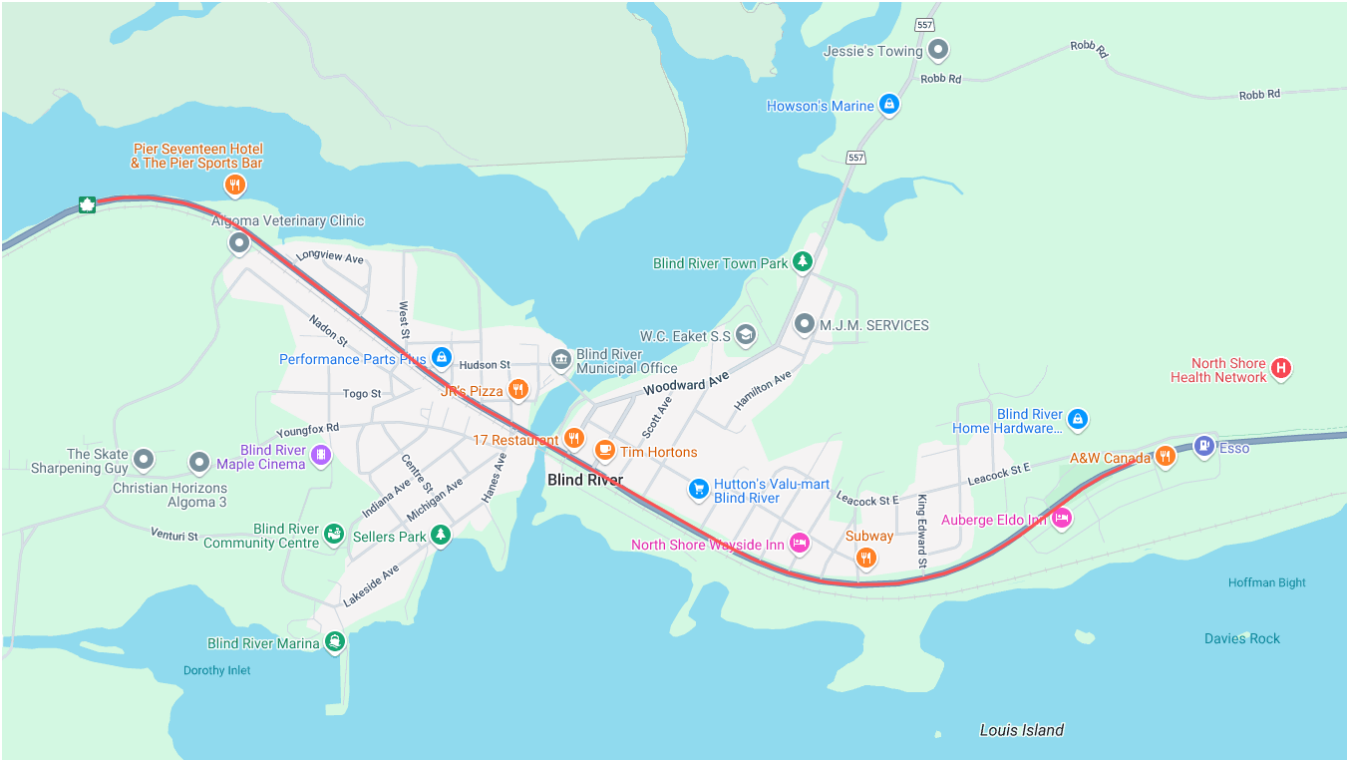 557
Jessie's Towing
Robb Rd
Robb Rd
Robb Rd
Howson's Marine
557
Pier Seventeen Hotel
& The Pier Sports Bar
Algoma Veterinary Clinic
Longview Ave
Blind River Town Park
West St
Nadon St
W.C. Eaket S.S
M.J.M. SERVICES
Performance Parts Plus
Hudson St
Blind River
Municipal Office
North Shore
Health Network
H
Woodward Ave
Hamilton Ave
JR's Pizza
Togo St
Scott Ave
Youngfox Rd
17 Restaurant
Tim Hortons
Blind River
Home Hardware...
The Skate
Sharpening Guy
Blind River
Maple Cinema
Christian Horizons
Algoma 3
Centre St
Hanes Ave
Indiana Ave
Michigan Ave
Blind River
Hutton's Valu-mart
Blind River
A&W Canada
Esso
Leacock St E
Leacock St E
King Edward St
Auberge Eldo Inn
Venturi St
Blind River
Community Centre
Sellers Park
North Shore Wayside Inn
Subway
Lakeside Ave
Hoffman Bight
Blind River Marina
Davies Rock
Dorothy Inlet
Louis Island